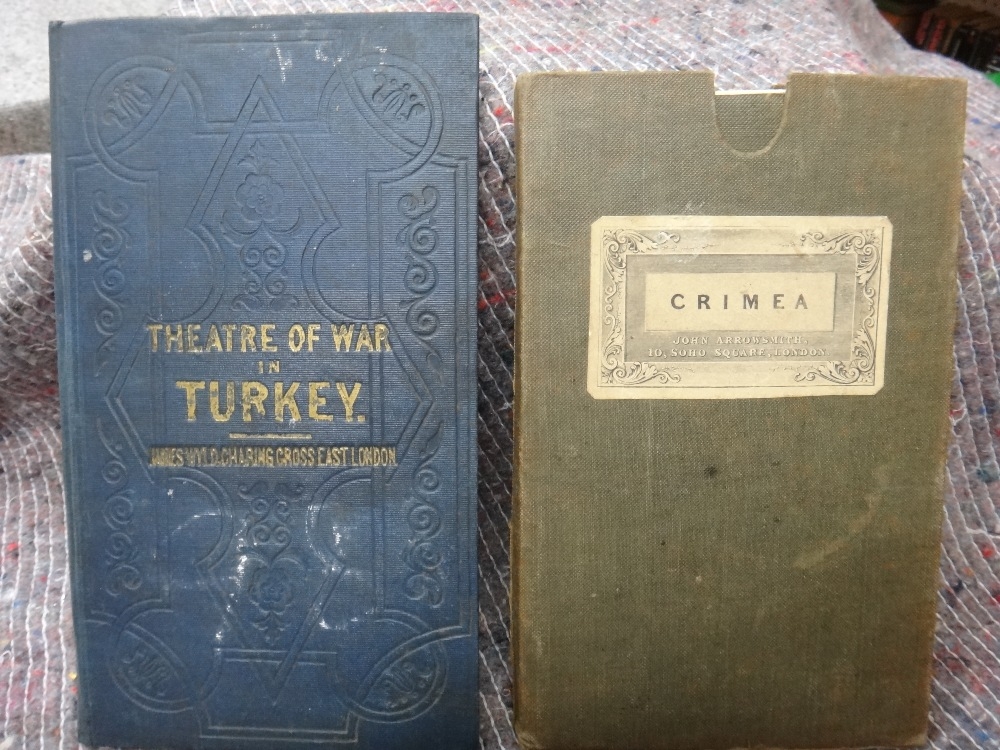 THEATRE OF WAR
IN
TURKEY.
JAMES WYLD. CHARING CROSS EAST LONDON
CRIMEA
JOHN ARROWSMITH,
10, SOHO SQUARE, LONDON